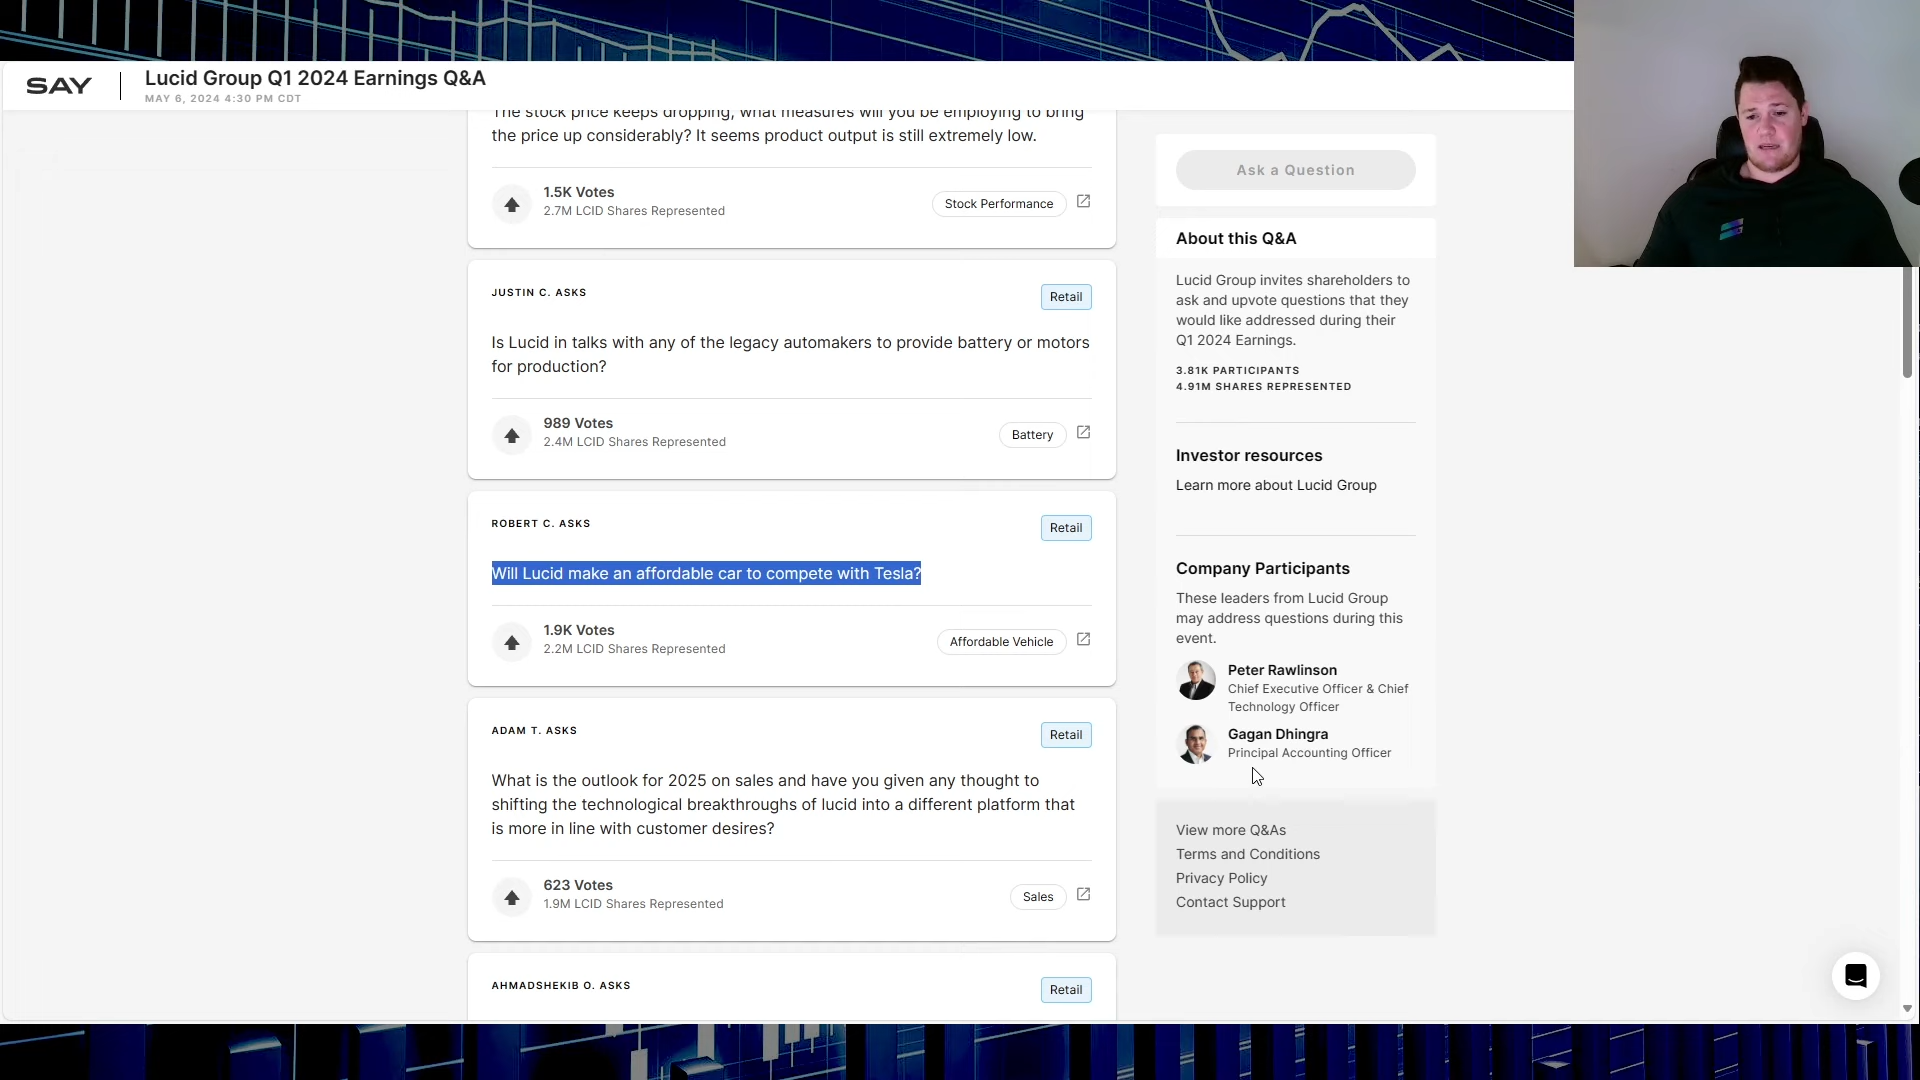 SAY
Lucid Group Q1 2024 Earnings Q&A
MAY 6, 2024 4:30 PM CDT
The stock price keeps dropping, what measures will you be employing to bring
the price up considerably? It seems product output is still extremely low.
1.5K Votes
2.7M LCID Shares Represented
Stock Performance
JUSTIN C. ASKS
Retail
Is Lucid in talks with any of the legacy automakers to provide battery or motors
for production?
989 Votes
2.4M LCID Shares Represented
Battery
ROBERT C. ASKS
Retail
Will Lucid make an affordable car to compete with Tesla?
1.9K Votes
2.2M LCID Shares Represented
Affordable Vehicle
ADAM T. ASKS
Retail
What is the outlook for 2025 on sales and have you given any thought to
shifting the technological breakthroughs of lucid into a different platform that
is more in line with customer desires?
623 Votes
1.9M LCID Shares Represented
Sales
AHMADSHEKIB O. ASKS
Retail
Ask a Question
About this Q&A
Lucid Group invites shareholders to
ask and upvote questions that they
would like addressed during their
Q1 2024 Earnings.
3.81K PARTICIPANTS
4.91M SHARES REPRESENTED
Investor resources
Learn more about Lucid Group
Company Participants
These leaders from Lucid Group
may address questions during this
event.
Peter Rawlinson
Chief Executive Officer & Chief
Technology Officer
Gagan Dhingra
Principal Accounting Officer
View more Q&As
Terms and Conditions
Privacy Policy
Contact Support